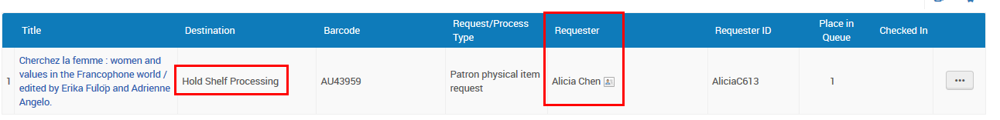 Title Destination Barcode Request/Process Type Requester Requester ID Place in Queue Checked In
1 Cherchez la femme : women and
values in the Francophone world /
edited by Erika Fülöp and Adrienne
Angelo.
Hold Shelf Processing
AU43959
Patron physical item
request
Alicia Chen
AliciaC613
1